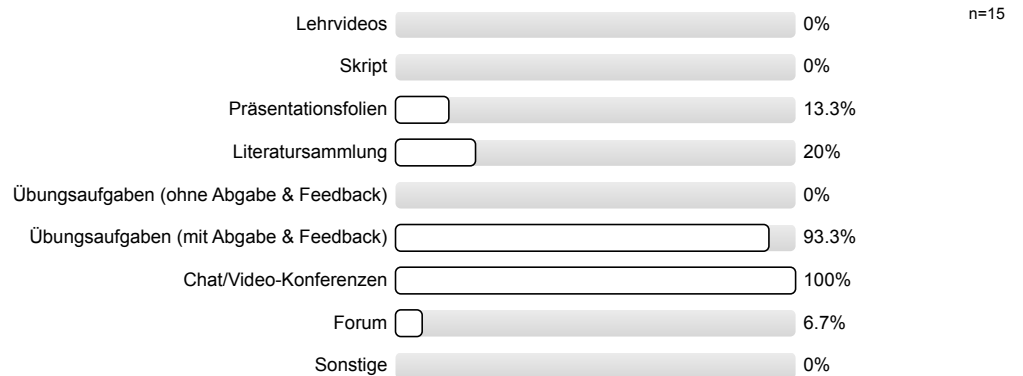 n=15
Lehrvideos 0%
Skript 0%
Präsentationsfolien 13.3%
Literatursammlung 20%
Übungsaufgaben (ohne Abgabe & Feedback) 0%
Übungsaufgaben (mit Abgabe & Feedback) 93.3%
Chat/Video-Konferenzen 100%
Forum 6.7%
Sonstige 0%